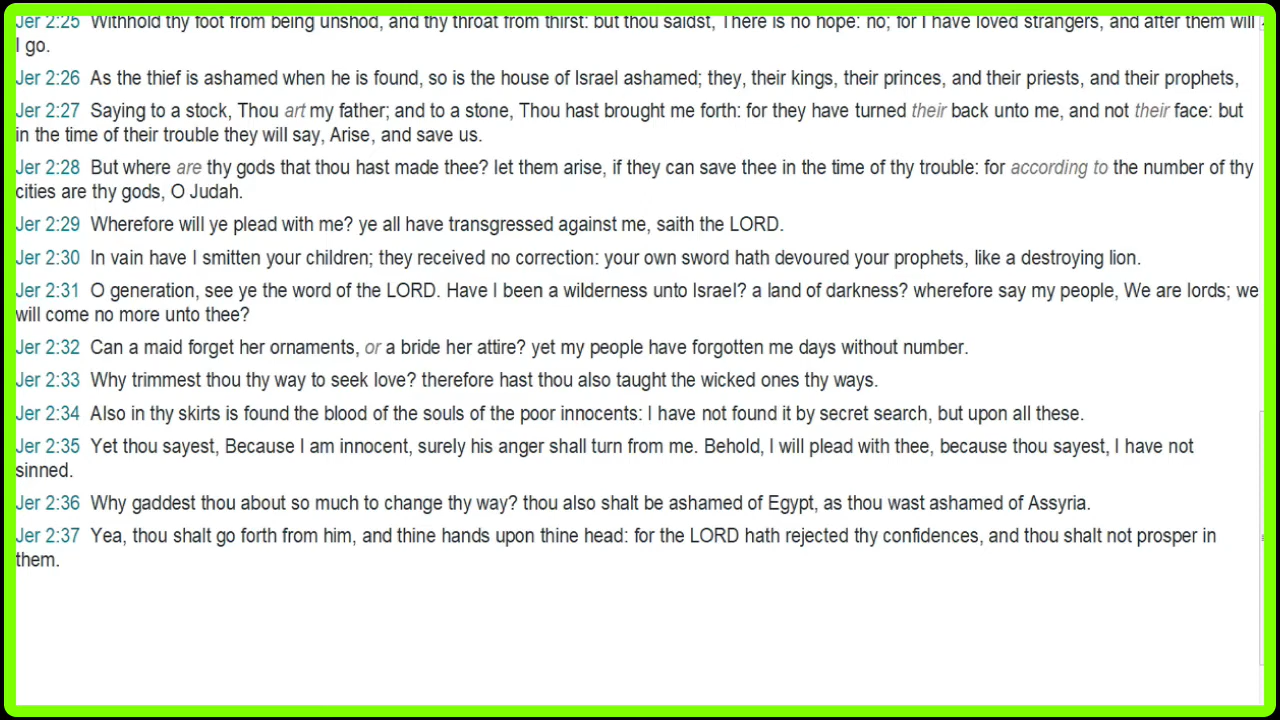 Jer 2:25 Withhold thy foot from being unshod, and thy throat from thirst: but thou saidst, There is no hope: no; for I have loved strangers, and after them will
I go.
Jer 2:26 As the thief is ashamed when he is found, so is the house of Israel ashamed; they, their kings, their princes, and their priests, and their prophets,
Jer 2:27 Saying to a stock, Thou art my father; and to a stone, Thou hast brought me forth: for they have turned their back unto me, and not their face: but
in the time of their trouble they will say, Arise, and save us.
Jer 2:28 But where are thy gods that thou hast made thee? let them arise, if they can save thee in the time of thy trouble: for according to the number of thy
cities are thy gods, O Judah.
Jer 2:29 Wherefore will ye plead with me? ye all have transgressed against me, saith the LORD.
Jer 2:30 In vain have I smitten your children; they received no correction: your own sword hath devoured your prophets, like a destroying lion.
Jer 2:31 O generation, see ye the word of the LORD. Have I been a wilderness unto Israel? a land of darkness? wherefore say my people, We are lords; we
will come no more unto thee?
Jer 2:32 Can a maid forget her ornaments, or a bride her attire? yet my people have forgotten me days without number.
Jer 2:33 Why trimmest thou thy way to seek love? therefore hast thou also taught the wicked ones thy ways.
Jer 2:34 Also in thy skirts is found the blood of the souls of the poor innocents: I have not found it by secret search, but upon all these.
Jer 2:35 Yet thou sayest, Because I am innocent, surely his anger shall turn from me. Behold, I will plead with thee, because thou sayest, I have not
sinned.
Jer 2:36 Why gaddest thou about so much to change thy way? thou also shalt be ashamed of Egypt, as thou wast ashamed of Assyria.
Jer 2:37 Yea, thou shalt go forth from him, and thine hands upon thine head: for the LORD hath rejected thy confidences, and thou shalt not prosper in
them.